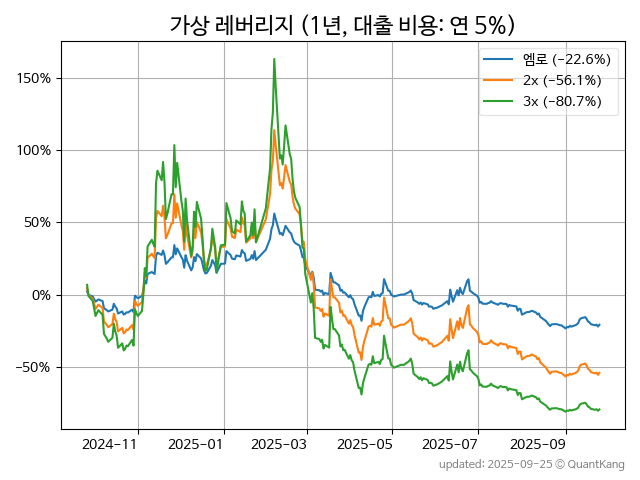 가상 레버리지 (1년, 대출 비용: 연 5%)
엠로 (−22.6%)
2x (−56.1%)
3x (−80.7%)
150%
100%
50%
0%
−50%
2024-11 2025-01 2025-03 2025-05 2025-07 2025-09
updated: 2025-09-25 © QuantKang